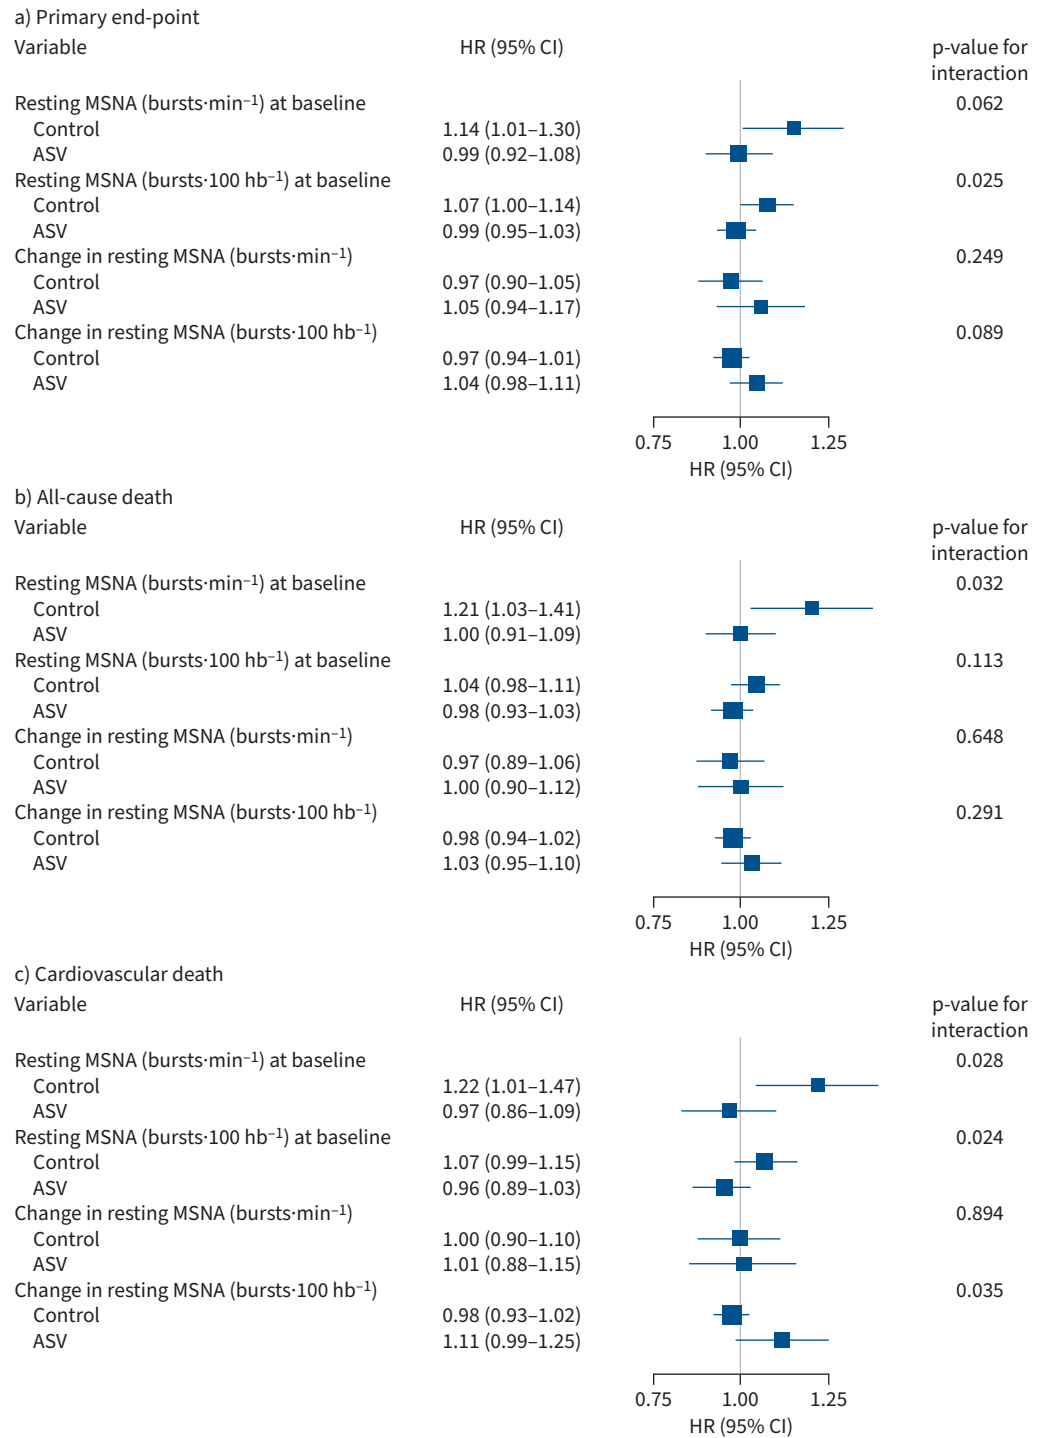 a) Primary end-point
Variable HR (95% CI) p-value for
interaction
Resting MSNA (bursts·min⁻¹) at baseline 0.062
Control 1.14 (1.01–1.30)
ASV 0.99 (0.92–1.08)
Resting MSNA (bursts·100 hb⁻¹) at baseline 0.025
Control 1.07 (1.00–1.14)
ASV 0.99 (0.95–1.03)
Change in resting MSNA (bursts·min⁻¹) 0.249
Control 0.97 (0.90–1.05)
ASV 1.05 (0.94–1.17)
Change in resting MSNA (bursts·100 hb⁻¹) 0.089
Control 0.97 (0.94–1.01)
ASV 1.04 (0.98–1.11)
0.75 1.00 1.25
HR (95% CI)
b) All-cause death
Variable HR (95% CI) p-value for
interaction
Resting MSNA (bursts·min⁻¹) at baseline 0.032
Control 1.21 (1.03–1.41)
ASV 1.00 (0.91–1.09)
Resting MSNA (bursts·100 hb⁻¹) at baseline 0.113
Control 1.04 (0.98–1.11)
ASV 0.98 (0.93–1.03)
Change in resting MSNA (bursts·min⁻¹) 0.648
Control 0.97 (0.89–1.06)
ASV 1.00 (0.90–1.12)
Change in resting MSNA (bursts·100 hb⁻¹) 0.291
Control 0.98 (0.94–1.02)
ASV 1.03 (0.95–1.10)
0.75 1.00 1.25
HR (95% CI)
c) Cardiovascular death
Variable HR (95% CI) p-value for
interaction
Resting MSNA (bursts·min⁻¹) at baseline 0.028
Control 1.22 (1.01–1.47)
ASV 0.97 (0.86–1.09)
Resting MSNA (bursts·100 hb⁻¹) at baseline 0.024
Control 1.07 (0.99–1.15)
ASV 0.96 (0.89–1.03)
Change in resting MSNA (bursts·min⁻¹) 0.894
Control 1.00 (0.90–1.10)
ASV 1.01 (0.88–1.15)
Change in resting MSNA (bursts·100 hb⁻¹) 0.035
Control 0.98 (0.93–1.02)
ASV 1.11 (0.99–1.25)
0.75 1.00 1.25
HR (95% CI)